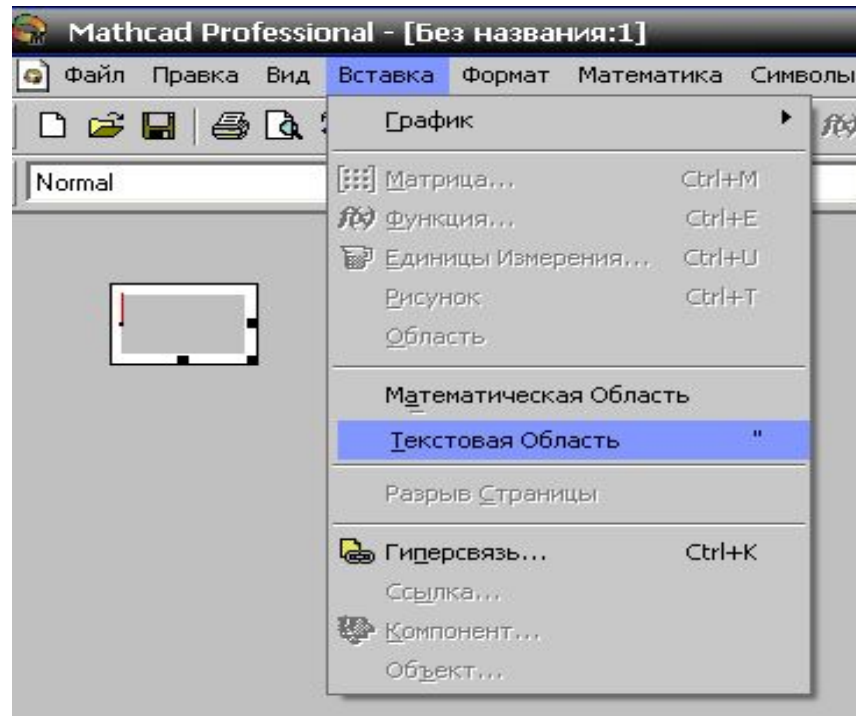 Mathcad Professional - [Без названия:1]
Файл Правка Вид Вставка Формат Математика Символы
Normal
График
Матрица... Ctrl+M
f(x) Функция... Ctrl+E
Единицы Измерения... Ctrl+U
Рисунок Ctrl+T
Область
Математическая Область
Текстовая Область "
Разрыв Страницы
Гиперсвязь... Ctrl+K
Ссылка...
Компонент...
Объект...